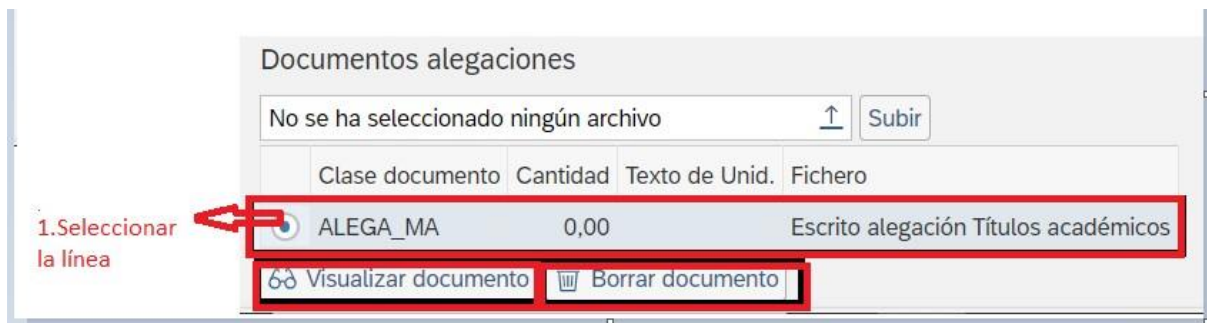 Documentos alegaciones
No se ha seleccionado ningún archivo Subir
Clase documento Cantidad Texto de Unid. Fichero
ALEGA_MA 0,00 Escrito alegación Títulos académicos
1.Seleccionar
la línea
Visualizar documento Borrar documento